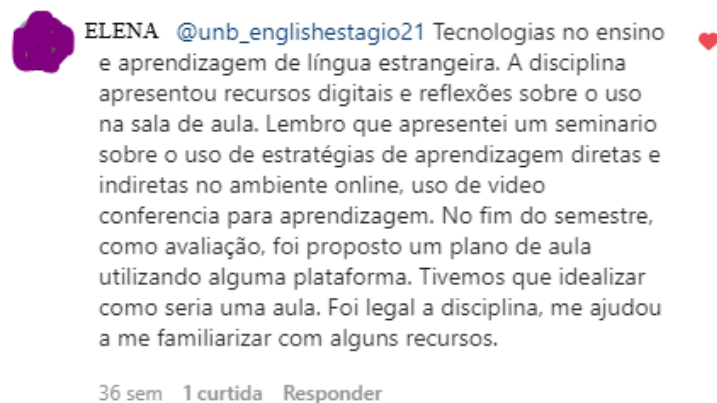 ELENA @unb_englishestagio21 Tecnologias no ensino
e aprendizagem de língua estrangeira. A disciplina
apresentou recursos digitais e reflexões sobre o uso
na sala de aula. Lembro que apresentei um seminario
sobre o uso de estratégias de aprendizagem diretas e
indiretas no ambiente online, uso de video
conferencia para aprendizagem. No fim do semestre,
como avaliação, foi proposto um plano de aula
utilizando alguma plataforma. Tivemos que idealizar
como seria uma aula. Foi legal a disciplina, me ajudou
a me familiarizar com alguns recursos.
36 sem 1 curtida Responder